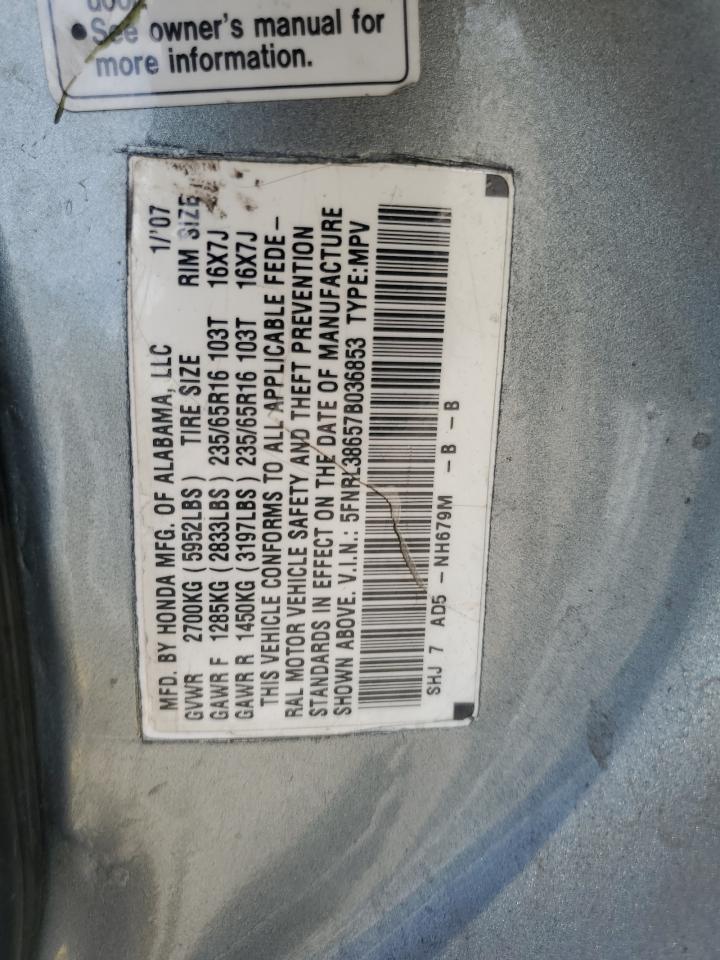 ● See owner's manual for
more information.
MFD. BY HONDA MFG. OF ALABAMA, LLC 1/'07
GVWR 2700KG (5952LBS) TIRE SIZE RIM SIZE
GAWR F 1285KG (2833LBS) 235/65R16 103T 16X7J
GAWR R 1450KG (3197LBS) 235/65R16 103T 16X7J
THIS VEHICLE CONFORMS TO ALL APPLICABLE FEDE-
RAL MOTOR VEHICLE SAFETY AND THEFT PREVENTION
STANDARDS IN EFFECT ON THE DATE OF MANUFACTURE
SHOWN ABOVE. V.I.N.: 5FNRL38657B036853 TYPE:MPV
SHJ 7 AD5 -NH679M -B -B